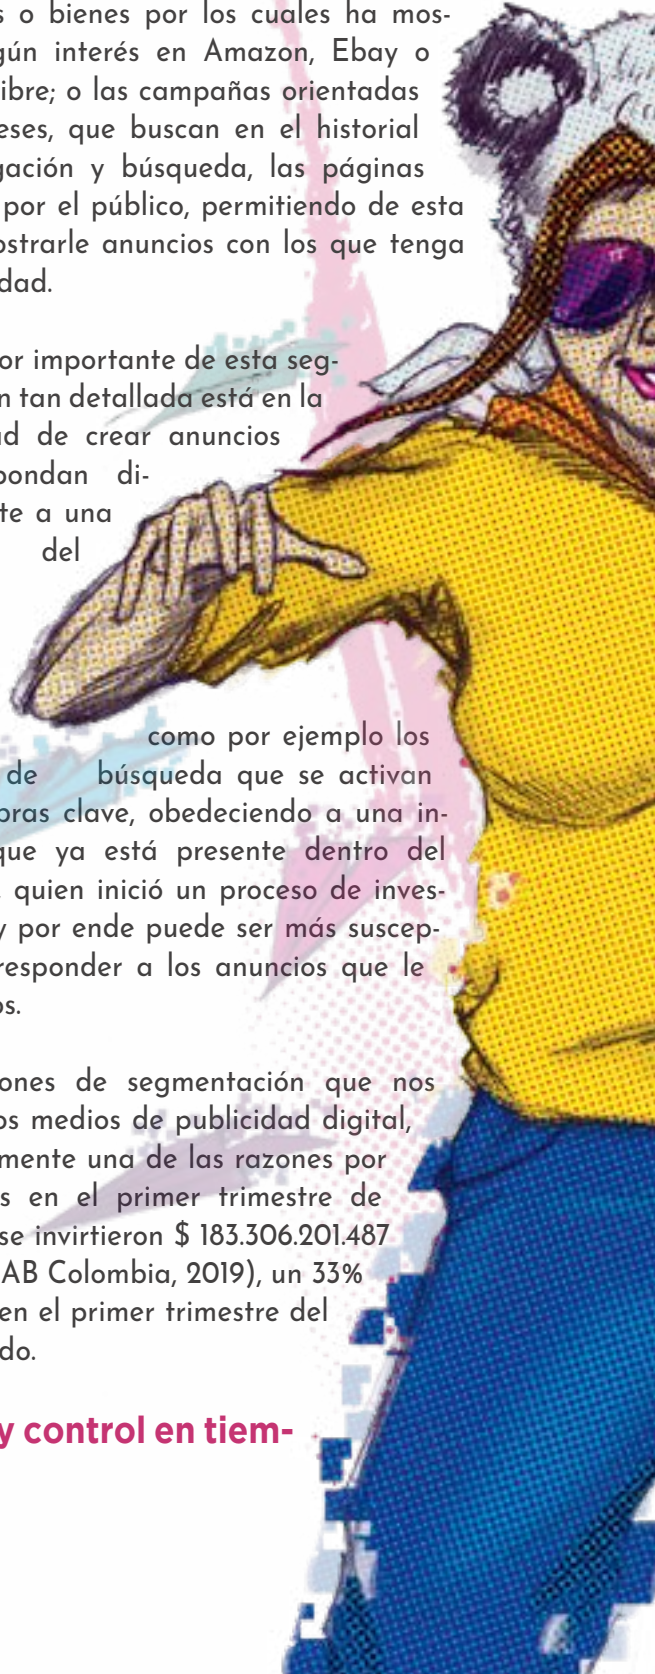 s o bienes por los cuales ha mos-
gún interés en Amazon, Ebay o
ibre; o las campañas orientadas
eses, que buscan en el historial
gación y búsqueda, las páginas
por el público, permitiendo de esta
ostrarle anuncios con los que tenga
dad.
or importante de esta seg-
n tan detallada está en la
ad de crear anuncios
pondan di-
te a una
del
como por ejemplo los
de búsqueda que se activan
bras clave, obedeciendo a una in-
que ya está presente dentro del
, quien inició un proceso de inves-
y por ende puede ser más suscep-
responder a los anuncios que le
os.
ones de segmentación que nos
os medios de publicidad digital,
mente una de las razones por
s en el primer trimestre de
se invirtieron $ 183.306.201.487
AB Colombia, 2019), un 33%
en el primer trimestre del
do.
y control en tiem-